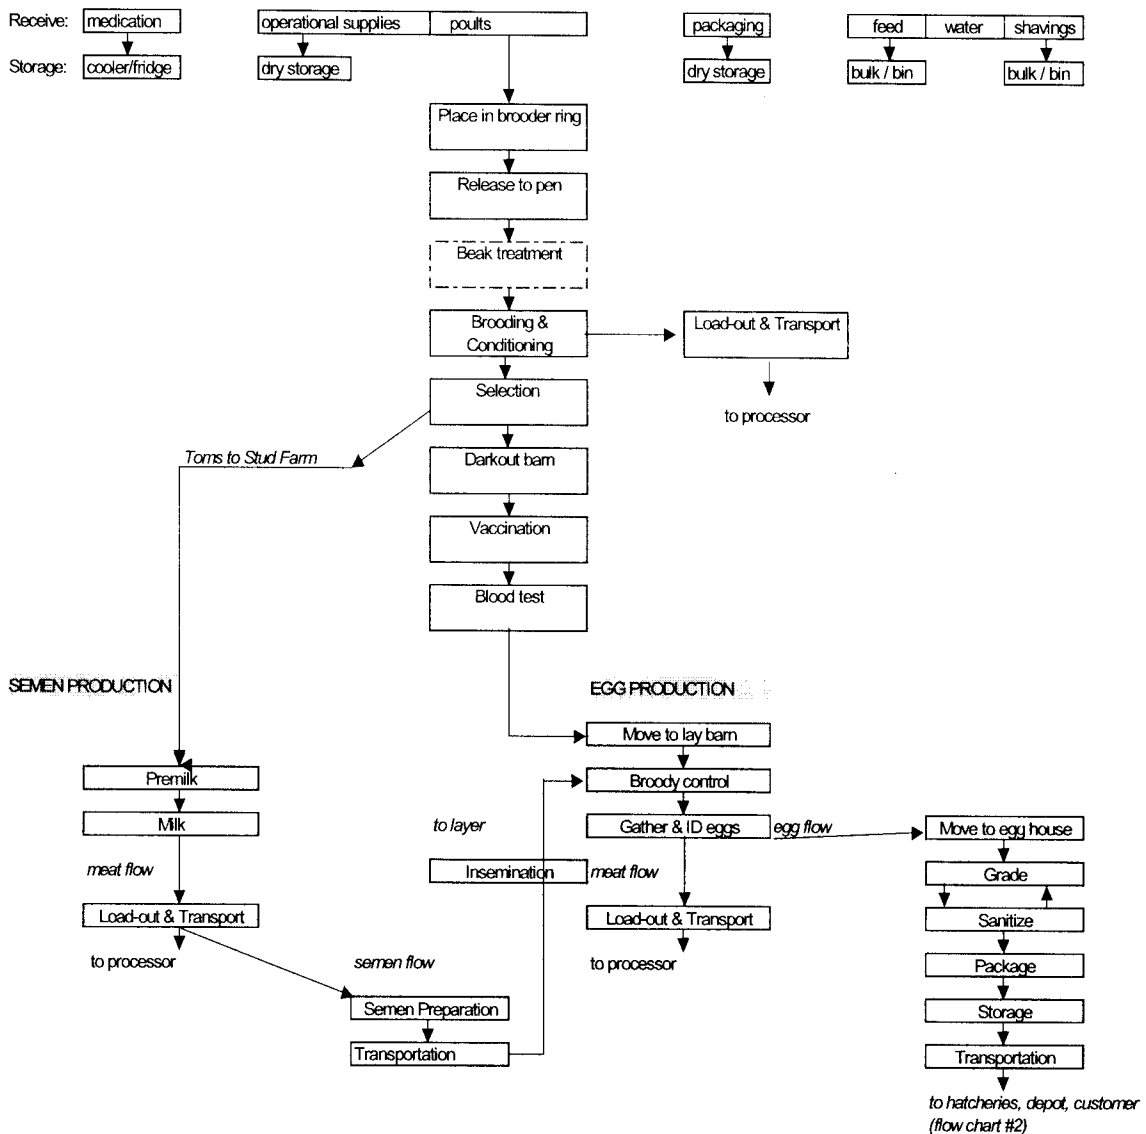 Receive: medication operational supplies poults packaging feed water shavings
Storage: cooler/fridge dry storage dry storage bulk / bin bulk / bin
Place in brooder ring
Release to pen
Beak treatment
Brooding &
Conditioning
Load-out & Transport
to processor
Selection
Toms to Stud Farm
Darkout barn
Vaccination
Blood test
SEMEN PRODUCTION
Premilk
Milk
meat flow
Load-out & Transport
to processor
semen flow
Semen Preparation
Transportation
to layer
Insemination
EGG PRODUCTION
Move to lay barn
Broody control
Gather & ID eggs
egg flow
meat flow
Load-out & Transport
to processor
Move to egg house
Grade
Sanitize
Package
Storage
Transportation
to hatcheries, depot, customer
(flow chart #2)